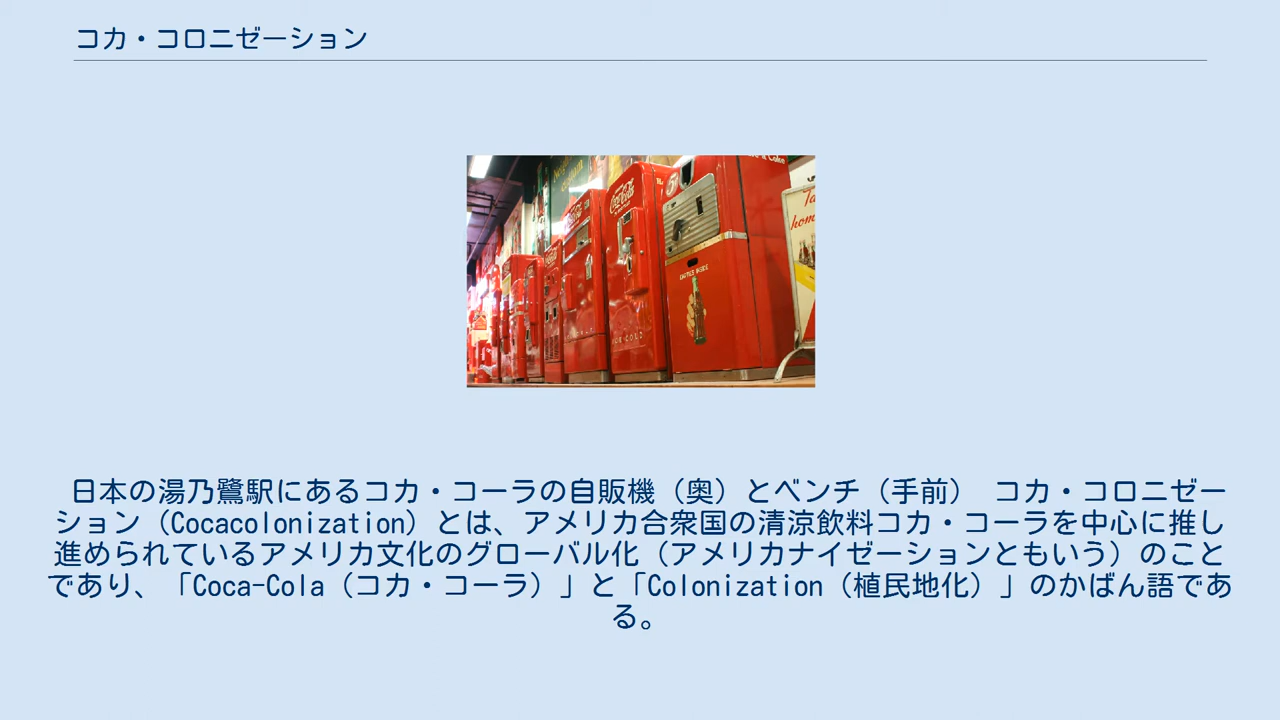 コカ・コロニゼーション
Coca-Cola
5¢
日本の湯乃鷺駅にあるコカ・コーラの自販機（奥）とベンチ（手前）　コカ・コロニゼー
ション（Cocacolonization）とは、アメリカ合衆国の清涼飲料コカ・コーラを中心に推し
進められているアメリカ文化のグローバル化（アメリカナイゼーションともいう）のこと
であり、「Coca-Cola（コカ・コーラ）」と「Colonization（植民地化）」のかばん語であ
る。